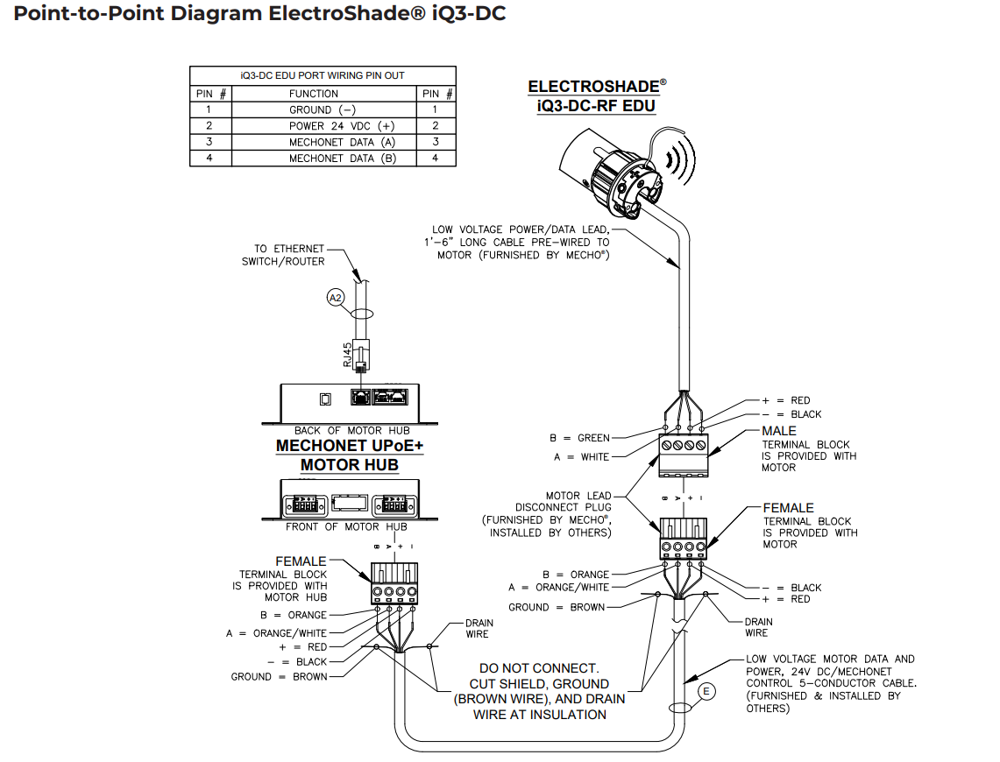 Point-to-Point Diagram ElectroShade® iQ3-DC
iQ3-DC EDU PORT WIRING PIN OUT
PIN # FUNCTION PIN #
1 GROUND (–) 1
2 POWER 24 VDC (+) 2
3 MECHONET DATA (A) 3
4 MECHONET DATA (B) 4
ELECTROSHADE®
iQ3-DC-RF EDU
LOW VOLTAGE POWER/DATA LEAD,
1'–6" LONG CABLE PRE–WIRED TO
MOTOR (FURNISHED BY MECHO®)
TO ETHERNET
SWITCH/ROUTER
A2
RJ45
BACK OF MOTOR HUB
MECHONET UPoE+
MOTOR HUB
FRONT OF MOTOR HUB
B A + –
FEMALE
TERMINAL BLOCK
IS PROVIDED WITH
MOTOR HUB
B = ORANGE
A = ORANGE/WHITE
+ = RED
– = BLACK
GROUND = BROWN
DRAIN
WIRE
+ = RED
– = BLACK
B = GREEN
A = WHITE
MALE
TERMINAL BLOCK
IS PROVIDED WITH
MOTOR
MOTOR LEAD
DISCONNECT PLUG
(FURNISHED BY MECHO®,
INSTALLED BY OTHERS)
B A + –
FEMALE
TERMINAL BLOCK
IS PROVIDED WITH
MOTOR
B = ORANGE
A = ORANGE/WHITE
GROUND = BROWN
– = BLACK
+ = RED
DRAIN
WIRE
DO NOT CONNECT.
CUT SHIELD, GROUND
(BROWN WIRE), AND DRAIN
WIRE AT INSULATION
LOW VOLTAGE MOTOR DATA AND
POWER, 24V DC/MECHONET
CONTROL 5–CONDUCTOR CABLE.
(FURNISHED & INSTALLED BY
OTHERS)
E